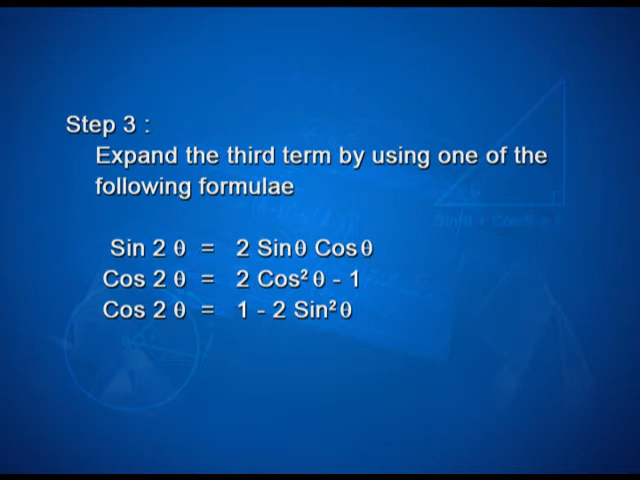 Step 3 :
Expand the third term by using one of the
following formulae
Sin 2 θ = 2 Sinθ Cosθ
Cos 2 θ = 2 Cos² θ - 1
Cos 2 θ = 1 - 2 Sin²θ